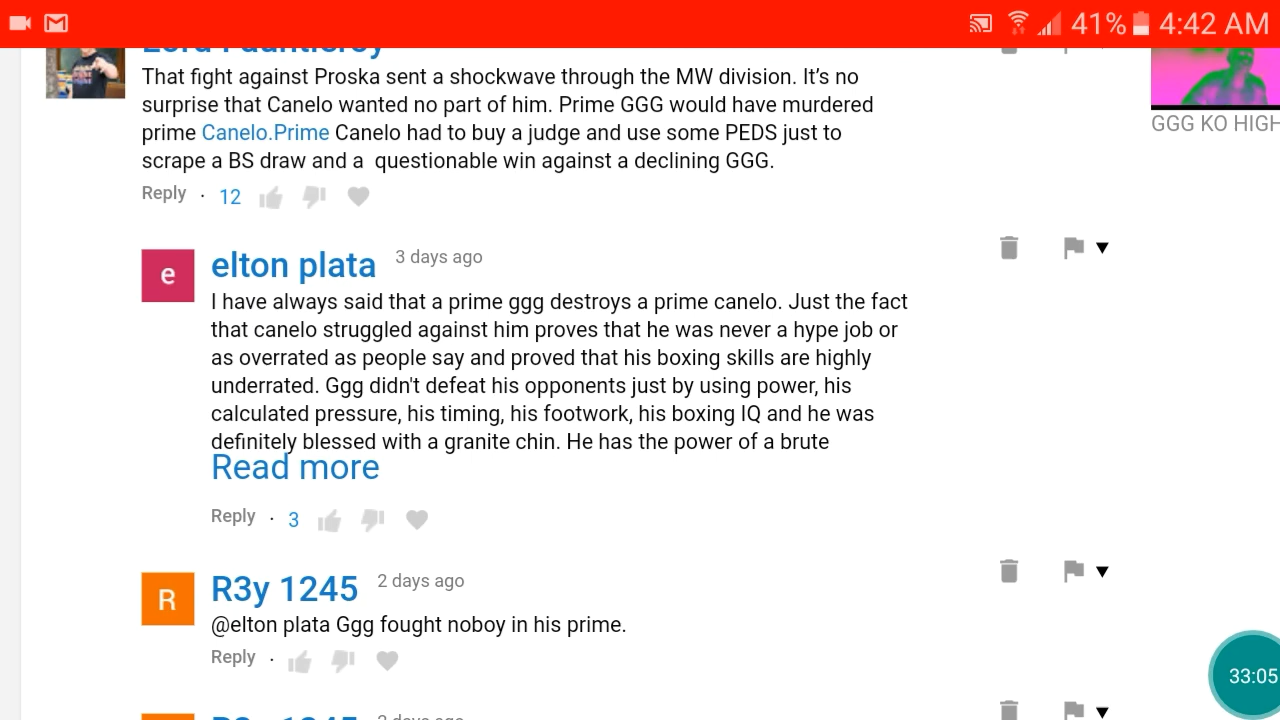 41% 4:42 AM
That fight against Proska sent a shockwave through the MW division. It’s no
surprise that Canelo wanted no part of him. Prime GGG would have murdered
prime Canelo.Prime Canelo had to buy a judge and use some PEDS just to
scrape a BS draw and a  questionable win against a declining GGG.
Reply · 12
GGG KO HIGH
e
elton plata 3 days ago
I have always said that a prime ggg destroys a prime canelo. Just the fact
that canelo struggled against him proves that he was never a hype job or
as overrated as people say and proved that his boxing skills are highly
underrated. Ggg didn't defeat his opponents just by using power, his
calculated pressure, his timing, his footwork, his boxing IQ and he was
definitely blessed with a granite chin. He has the power of a brute
Read more
Reply · 3
R
R3y 1245 2 days ago
@elton plata Ggg fought noboy in his prime.
Reply ·
33:05